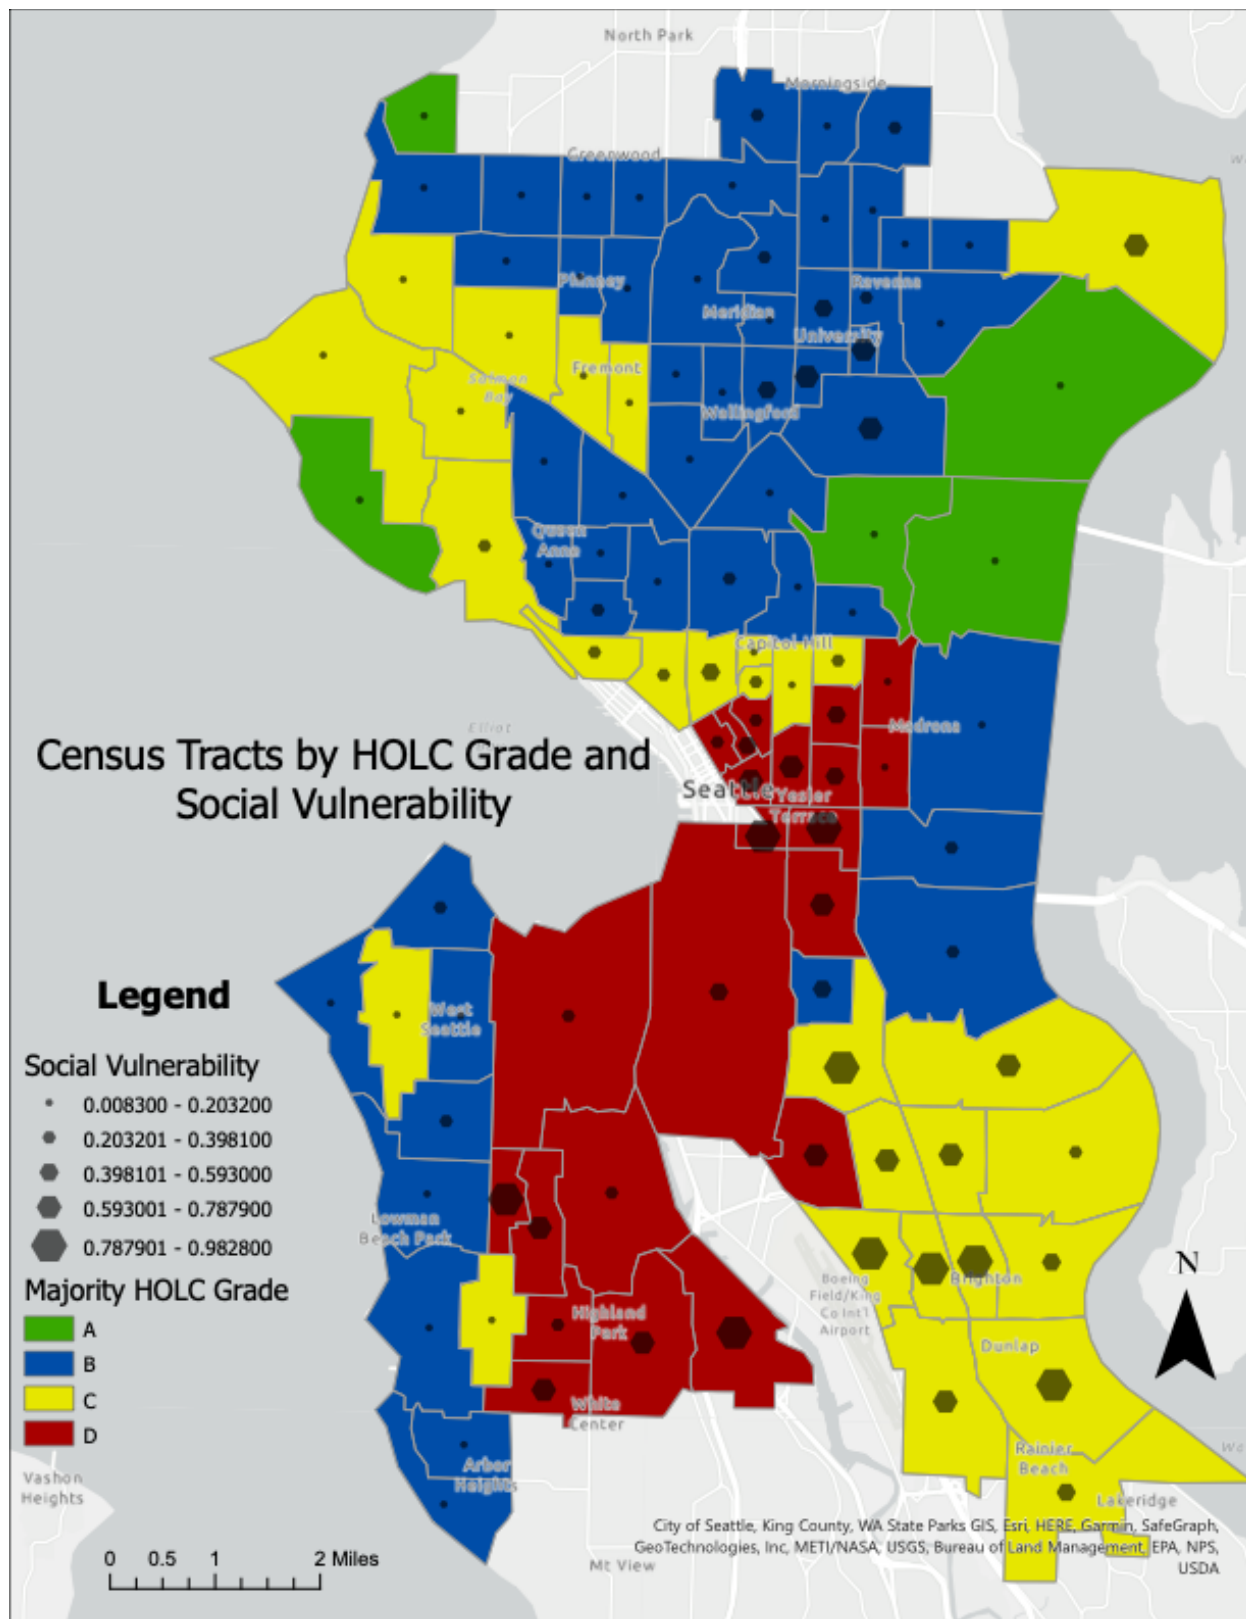 North Park
Morningside
Greenwood
Phinney
Ravenna
Meridian
University
Fremont
Salmon
Bay
Wallingford
Queen
Anne
Capitol Hill
Madrona
Elliot
Census Tracts by HOLC Grade and
Social Vulnerability
Seattle
Yesler
Terrace
Legend
West
Seattle
Social Vulnerability
0.008300 - 0.203200
0.203201 - 0.398100
0.398101 - 0.593000
0.593001 - 0.787900
0.787901 - 0.982800
Lowman
Beach Park
Majority HOLC Grade
A
B
C
D
N
Boeing
Field/King
Co Int'l
Airport
Brighton
Highland
Park
Dunlap
White
Center
Rainier
Beach
Arbor
Heights
Lakeridge
Vashon
Heights
City of Seattle, King County, WA State Parks GIS, Esri, HERE, Garmin, SafeGraph,
GeoTechnologies, Inc, METI/NASA, USGS, Bureau of Land Management, EPA, NPS,
USDA
0 0.5 1 2 Miles
Mt View